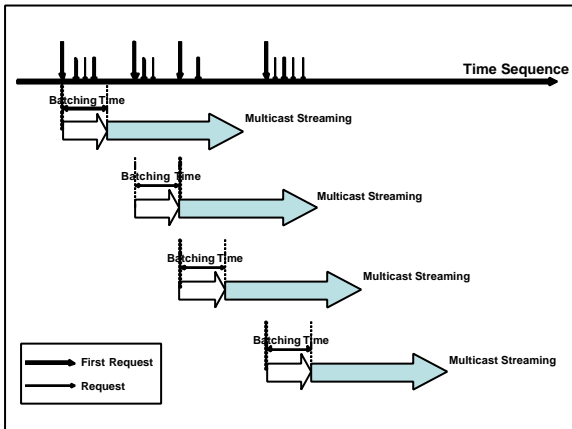 Time Sequence
Batching Time
Multicast Streaming
Batching Time
Multicast Streaming
Batching Time
Multicast Streaming
Batching Time
Multicast Streaming
First Request
Request